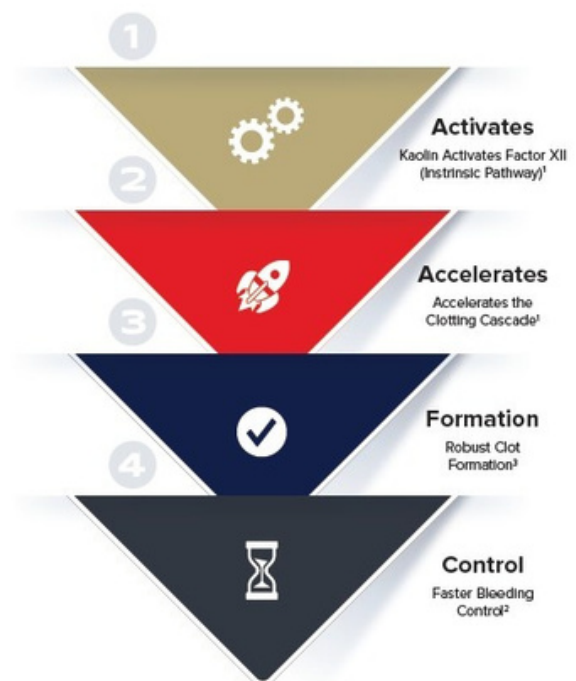 1
Activates
Kaolin Activates Factor XII
(Instrinsic Pathway)¹
2
Accelerates
Accelerates the
Clotting Cascade¹
3
Formation
Robust Clot
Formation³
4
Control
Faster Bleeding
Control²